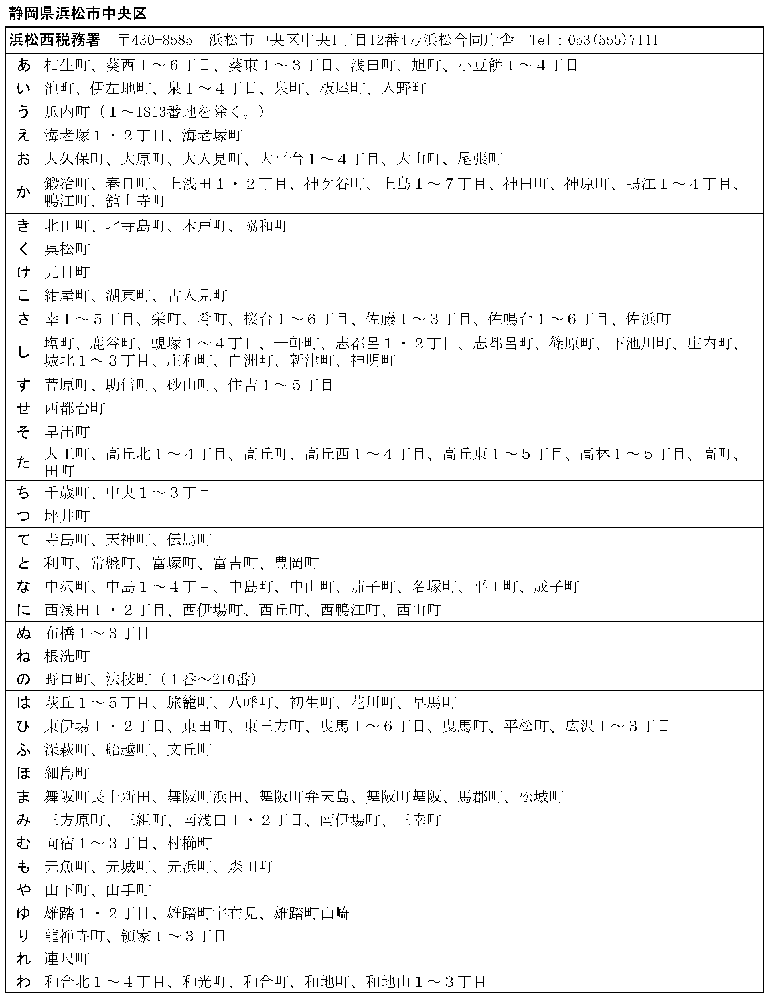 静岡県浜松市中央区
浜松西税務署　〒430-8585　浜松市中央区中央1丁目12番4号浜松合同庁舎　Tel：053(555)7111
あ　相生町、葵西１～６丁目、葵東１～３丁目、浅田町、旭町、小豆餅１～４丁目
い　池町、伊左地町、泉１～４丁目、泉町、板屋町、入野町
う　瓜内町（１～1813番地を除く。）
え　海老塚１・２丁目、海老塚町
お　大久保町、大原町、大人見町、大平台１～４丁目、大山町、尾張町
か　鍛冶町、春日町、上浅田１・２丁目、神ケ谷町、上島１～７丁目、神田町、神原町、鴨江１～４丁目、
鴨江町、舘山寺町
き　北田町、北寺島町、木戸町、協和町
く　呉松町
け　元目町
こ　紺屋町、湖東町、古人見町
さ　幸１～５丁目、栄町、肴町、桜台１～６丁目、佐藤１～３丁目、佐鳴台１～６丁目、佐浜町
し　塩町、鹿谷町、蜆塚１～４丁目、十軒町、志都呂１・２丁目、志都呂町、篠原町、下池川町、庄内町、
城北１～３丁目、庄和町、白洲町、新津町、神明町
す　菅原町、助信町、砂山町、住吉１～５丁目
せ　西都台町
そ　早出町
た　大工町、高丘北１～４丁目、高丘町、高丘西１～４丁目、高丘東１～５丁目、高林１～５丁目、高町、
田町
ち　千歳町、中央１～３丁目
つ　坪井町
て　寺島町、天神町、伝馬町
と　利町、常盤町、富塚町、富吉町、豊岡町
な　中沢町、中島１～４丁目、中島町、中山町、茄子町、名塚町、平田町、成子町
に　西浅田１・２丁目、西伊場町、西丘町、西鴨江町、西山町
ぬ　布橋１～３丁目
ね　根洗町
の　野口町、法枝町（１番～210番）
は　萩丘１～５丁目、旅籠町、八幡町、初生町、花川町、早馬町
ひ　東伊場１・２丁目、東田町、東三方町、曳馬１～６丁目、曳馬町、平松町、広沢１～３丁目
ふ　深萩町、船越町、文丘町
ほ　細島町
ま　舞阪町長十新田、舞阪町浜田、舞阪町弁天島、舞阪町舞阪、馬郡町、松城町
み　三方原町、三組町、南浅田１・２丁目、南伊場町、三幸町
む　向宿１～３丁目、村櫛町
も　元魚町、元城町、元浜町、森田町
や　山下町、山手町
ゆ　雄踏１・２丁目、雄踏町宇布見、雄踏町山崎
り　龍禅寺町、領家１～３丁目
れ　連尺町
わ　和合北１～４丁目、和光町、和合町、和地町、和地山１～３丁目